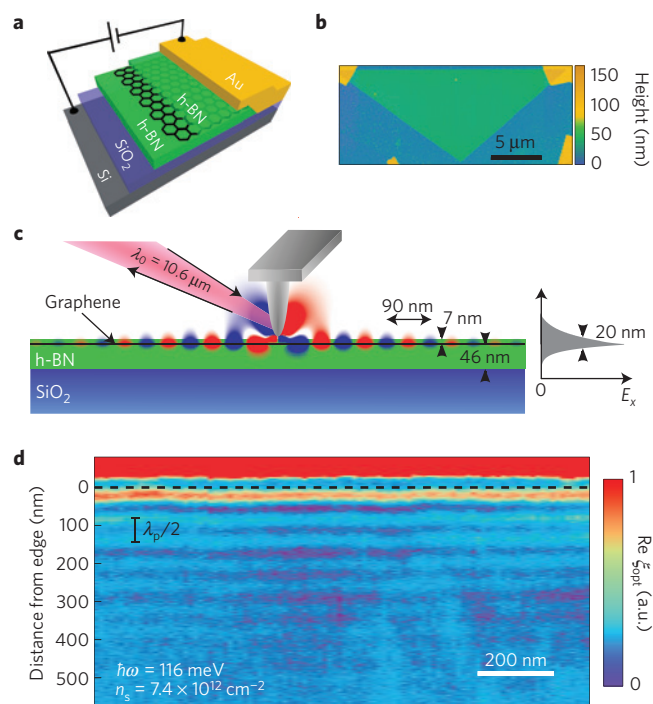 a
Au
h-BN
h-BN
SiO₂
Si
b
150
100
50
0
Height (nm)
5 µm
c
λ₀ = 10.6 µm
Graphene
90 nm
7 nm
46 nm
h-BN
SiO₂
20 nm
0
Eₓ
d
0
100
200
300
400
500
Distance from edge (nm)
λₚ/2
ħω = 116 meV
nₛ = 7.4 × 10¹² cm⁻²
200 nm
1
0
Re ξₒₚₜ (a.u.)